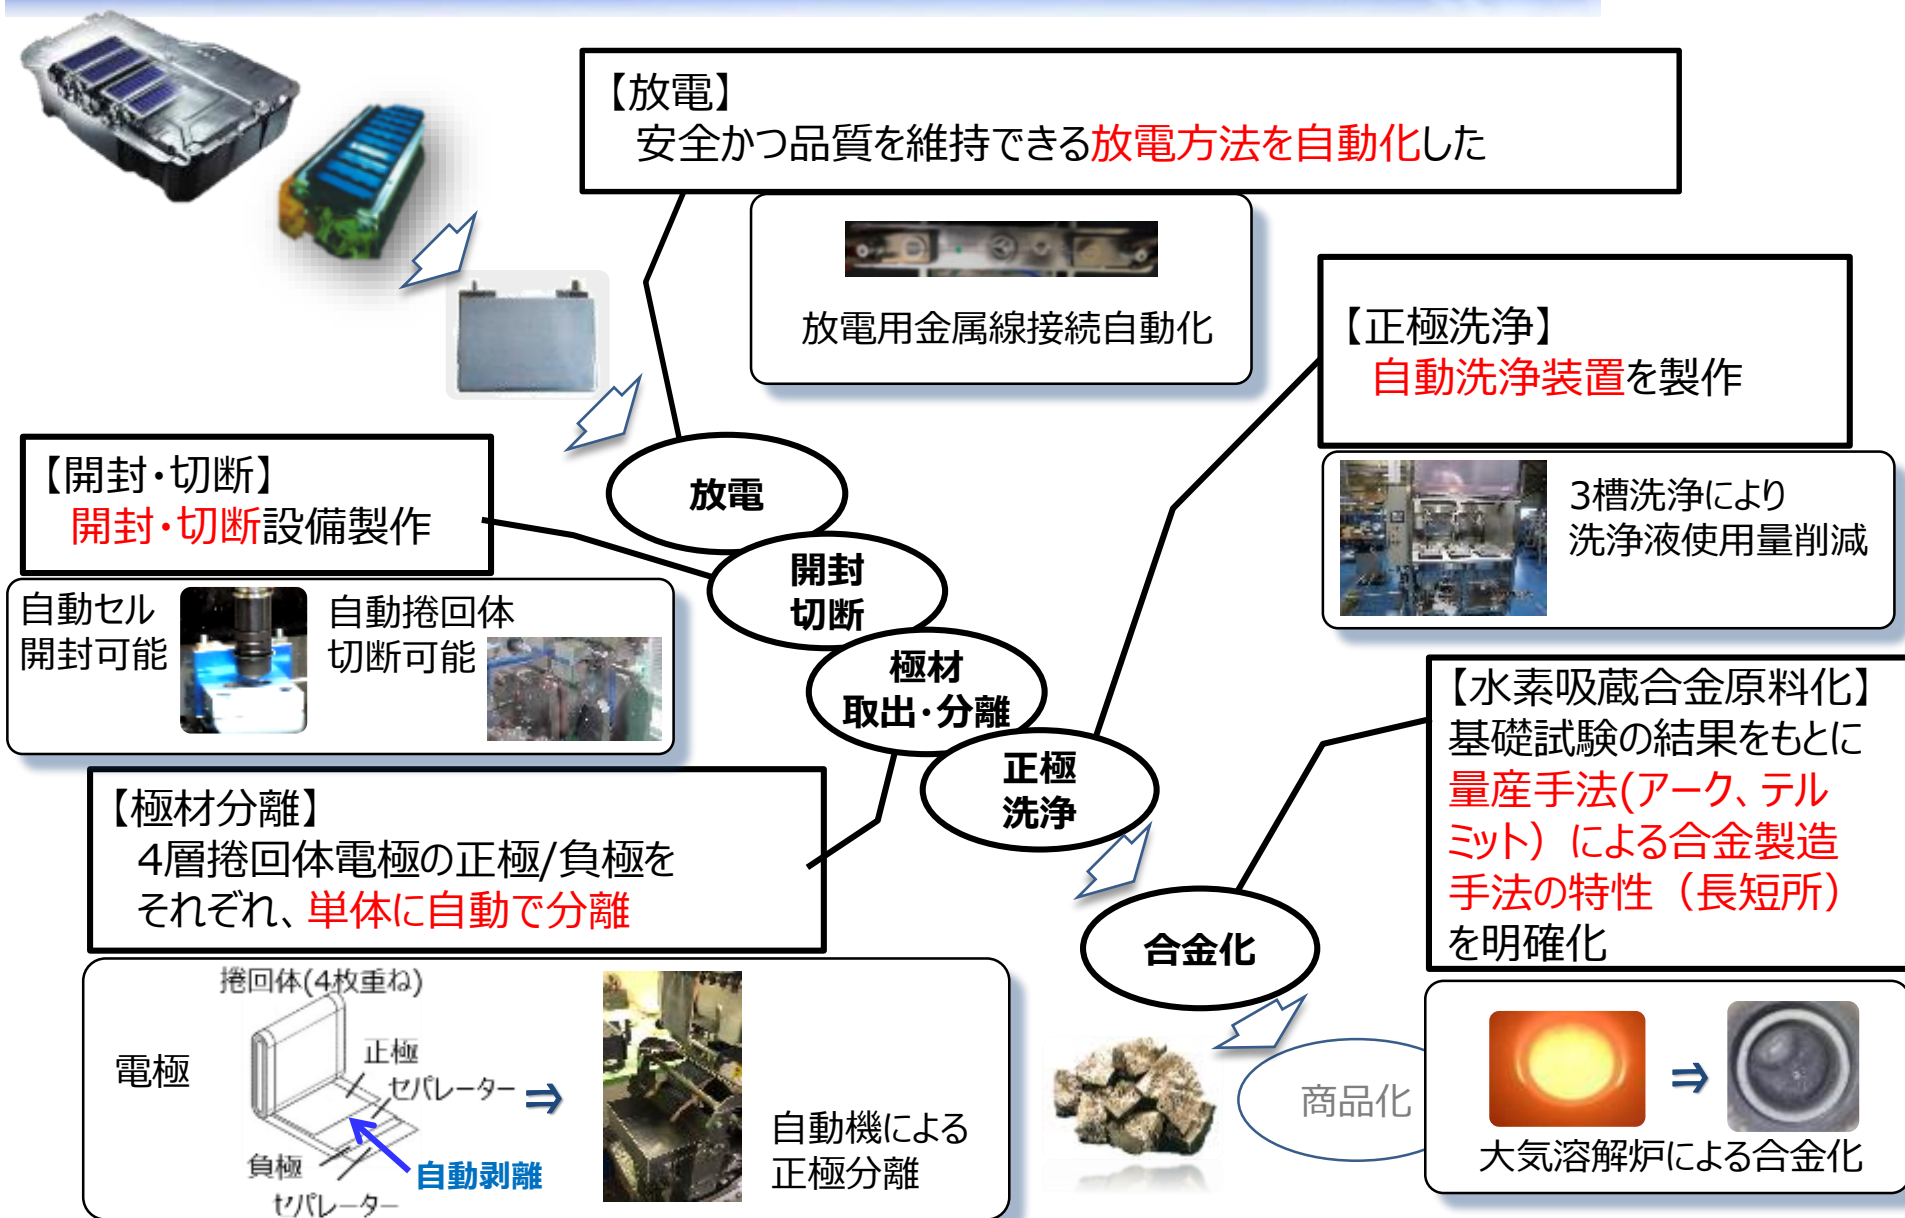 【放電】
安全かつ品質を維持できる放電方法を自動化した
放電用金属線接続自動化
【正極洗浄】
自動洗浄装置を製作
3槽洗浄により
洗浄液使用量削減
【開封・切断】
開封・切断設備製作
自動セル
開封可能
自動捲回体
切断可能
放電
開封
切断
極材
取出・分離
正極
洗浄
合金化
商品化
【極材分離】
4層捲回体電極の正極/負極を
それぞれ、単体に自動で分離
捲回体(4枚重ね)
電極
正極
セパレーター
⇒
負極
セパレーター
自動剥離
自動機による
正極分離
【水素吸蔵合金原料化】
基礎試験の結果をもとに
量産手法(アーク、テル
ミット）による合金製造
手法の特性（長短所）
を明確化
⇒
大気溶解炉による合金化